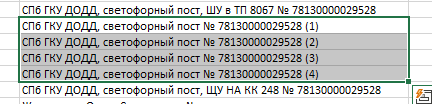 СПб ГКУ ДОДД, светофорный пост, ШУ в ТП 8067 № 78130000029528
СПб ГКУ ДОДД, светофорный пост № 78130000029528 (1)
СПб ГКУ ДОДД, светофорный пост № 78130000029528 (2)
СПб ГКУ ДОДД, светофорный пост № 78130000029528 (3)
СПб ГКУ ДОДД, светофорный пост № 78130000029528 (4)
СПб ГКУ ДОДД, светофорный пост, ЩУ НА КК 248 № 78130000029528